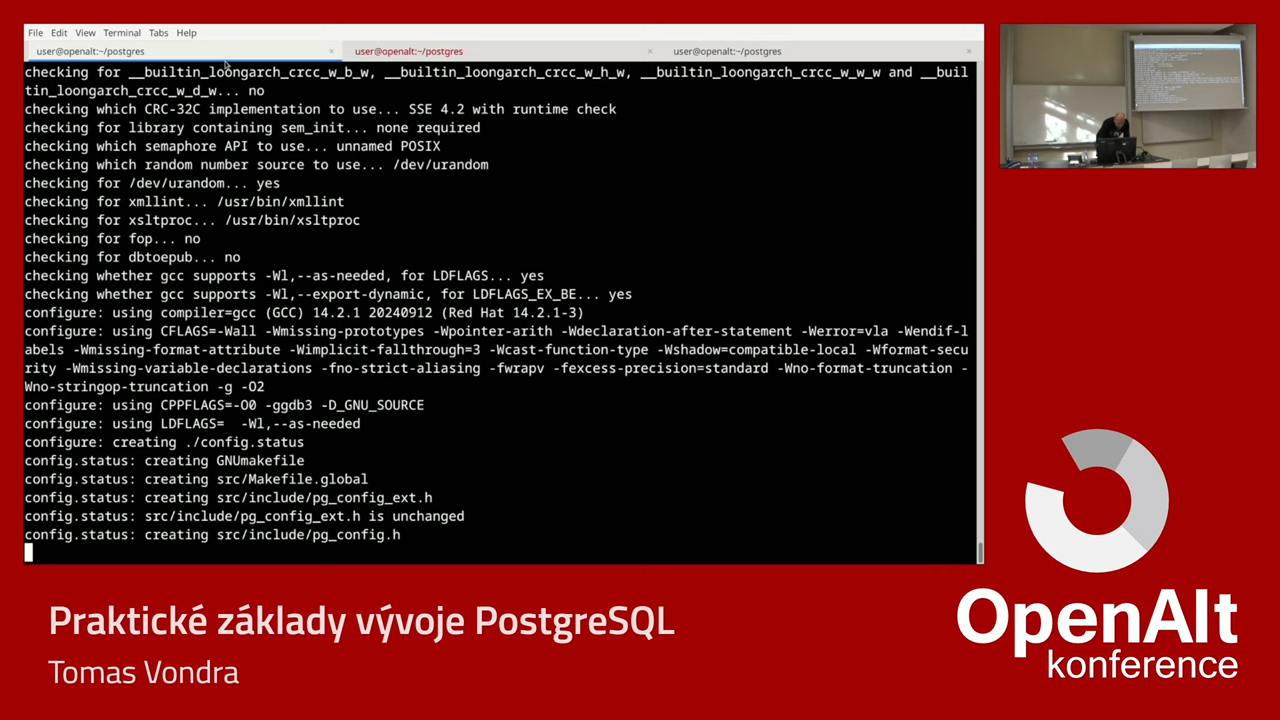 File Edit View Terminal Tabs Help
user@openalt:~/postgres × user@openalt:~/postgres × user@openalt:~/postgres ×
checking for __builtin_loongarch_crcc_w_b_w, __builtin_loongarch_crcc_w_h_w, __builtin_loongarch_crcc_w_w_w and __buil
tin_loongarch_crcc_w_d_w... no
checking which CRC-32C implementation to use... SSE 4.2 with runtime check
checking for library containing sem_init... none required
checking which semaphore API to use... unnamed POSIX
checking which random number source to use... /dev/urandom
checking for /dev/urandom... yes
checking for xmllint... /usr/bin/xmllint
checking for xsltproc... /usr/bin/xsltproc
checking for fop... no
checking for dbtoepub... no
checking whether gcc supports -Wl,--as-needed, for LDFLAGS... yes
checking whether gcc supports -Wl,--export-dynamic, for LDFLAGS_EX_BE... yes
configure: using compiler=gcc (GCC) 14.2.1 20240912 (Red Hat 14.2.1-3)
configure: using CFLAGS=-Wall -Wmissing-prototypes -Wpointer-arith -Wdeclaration-after-statement -Werror=vla -Wendif-l
abels -Wmissing-format-attribute -Wimplicit-fallthrough=3 -Wcast-function-type -Wshadow=compatible-local -Wformat-secu
rity -Wmissing-variable-declarations -fno-strict-aliasing -fwrapv -fexcess-precision=standard -Wno-format-truncation -
Wno-stringop-truncation -g -O2
configure: using CPPFLAGS=-O0 -ggdb3 -D_GNU_SOURCE
configure: using LDFLAGS=  -Wl,--as-needed
configure: creating ./config.status
config.status: creating GNUmakefile
config.status: creating src/Makefile.global
config.status: creating src/include/pg_config_ext.h
config.status: src/include/pg_config_ext.h is unchanged
config.status: creating src/include/pg_config.h
Praktické základy vývoje PostgreSQL
Tomas Vondra
OpenAlt
konference